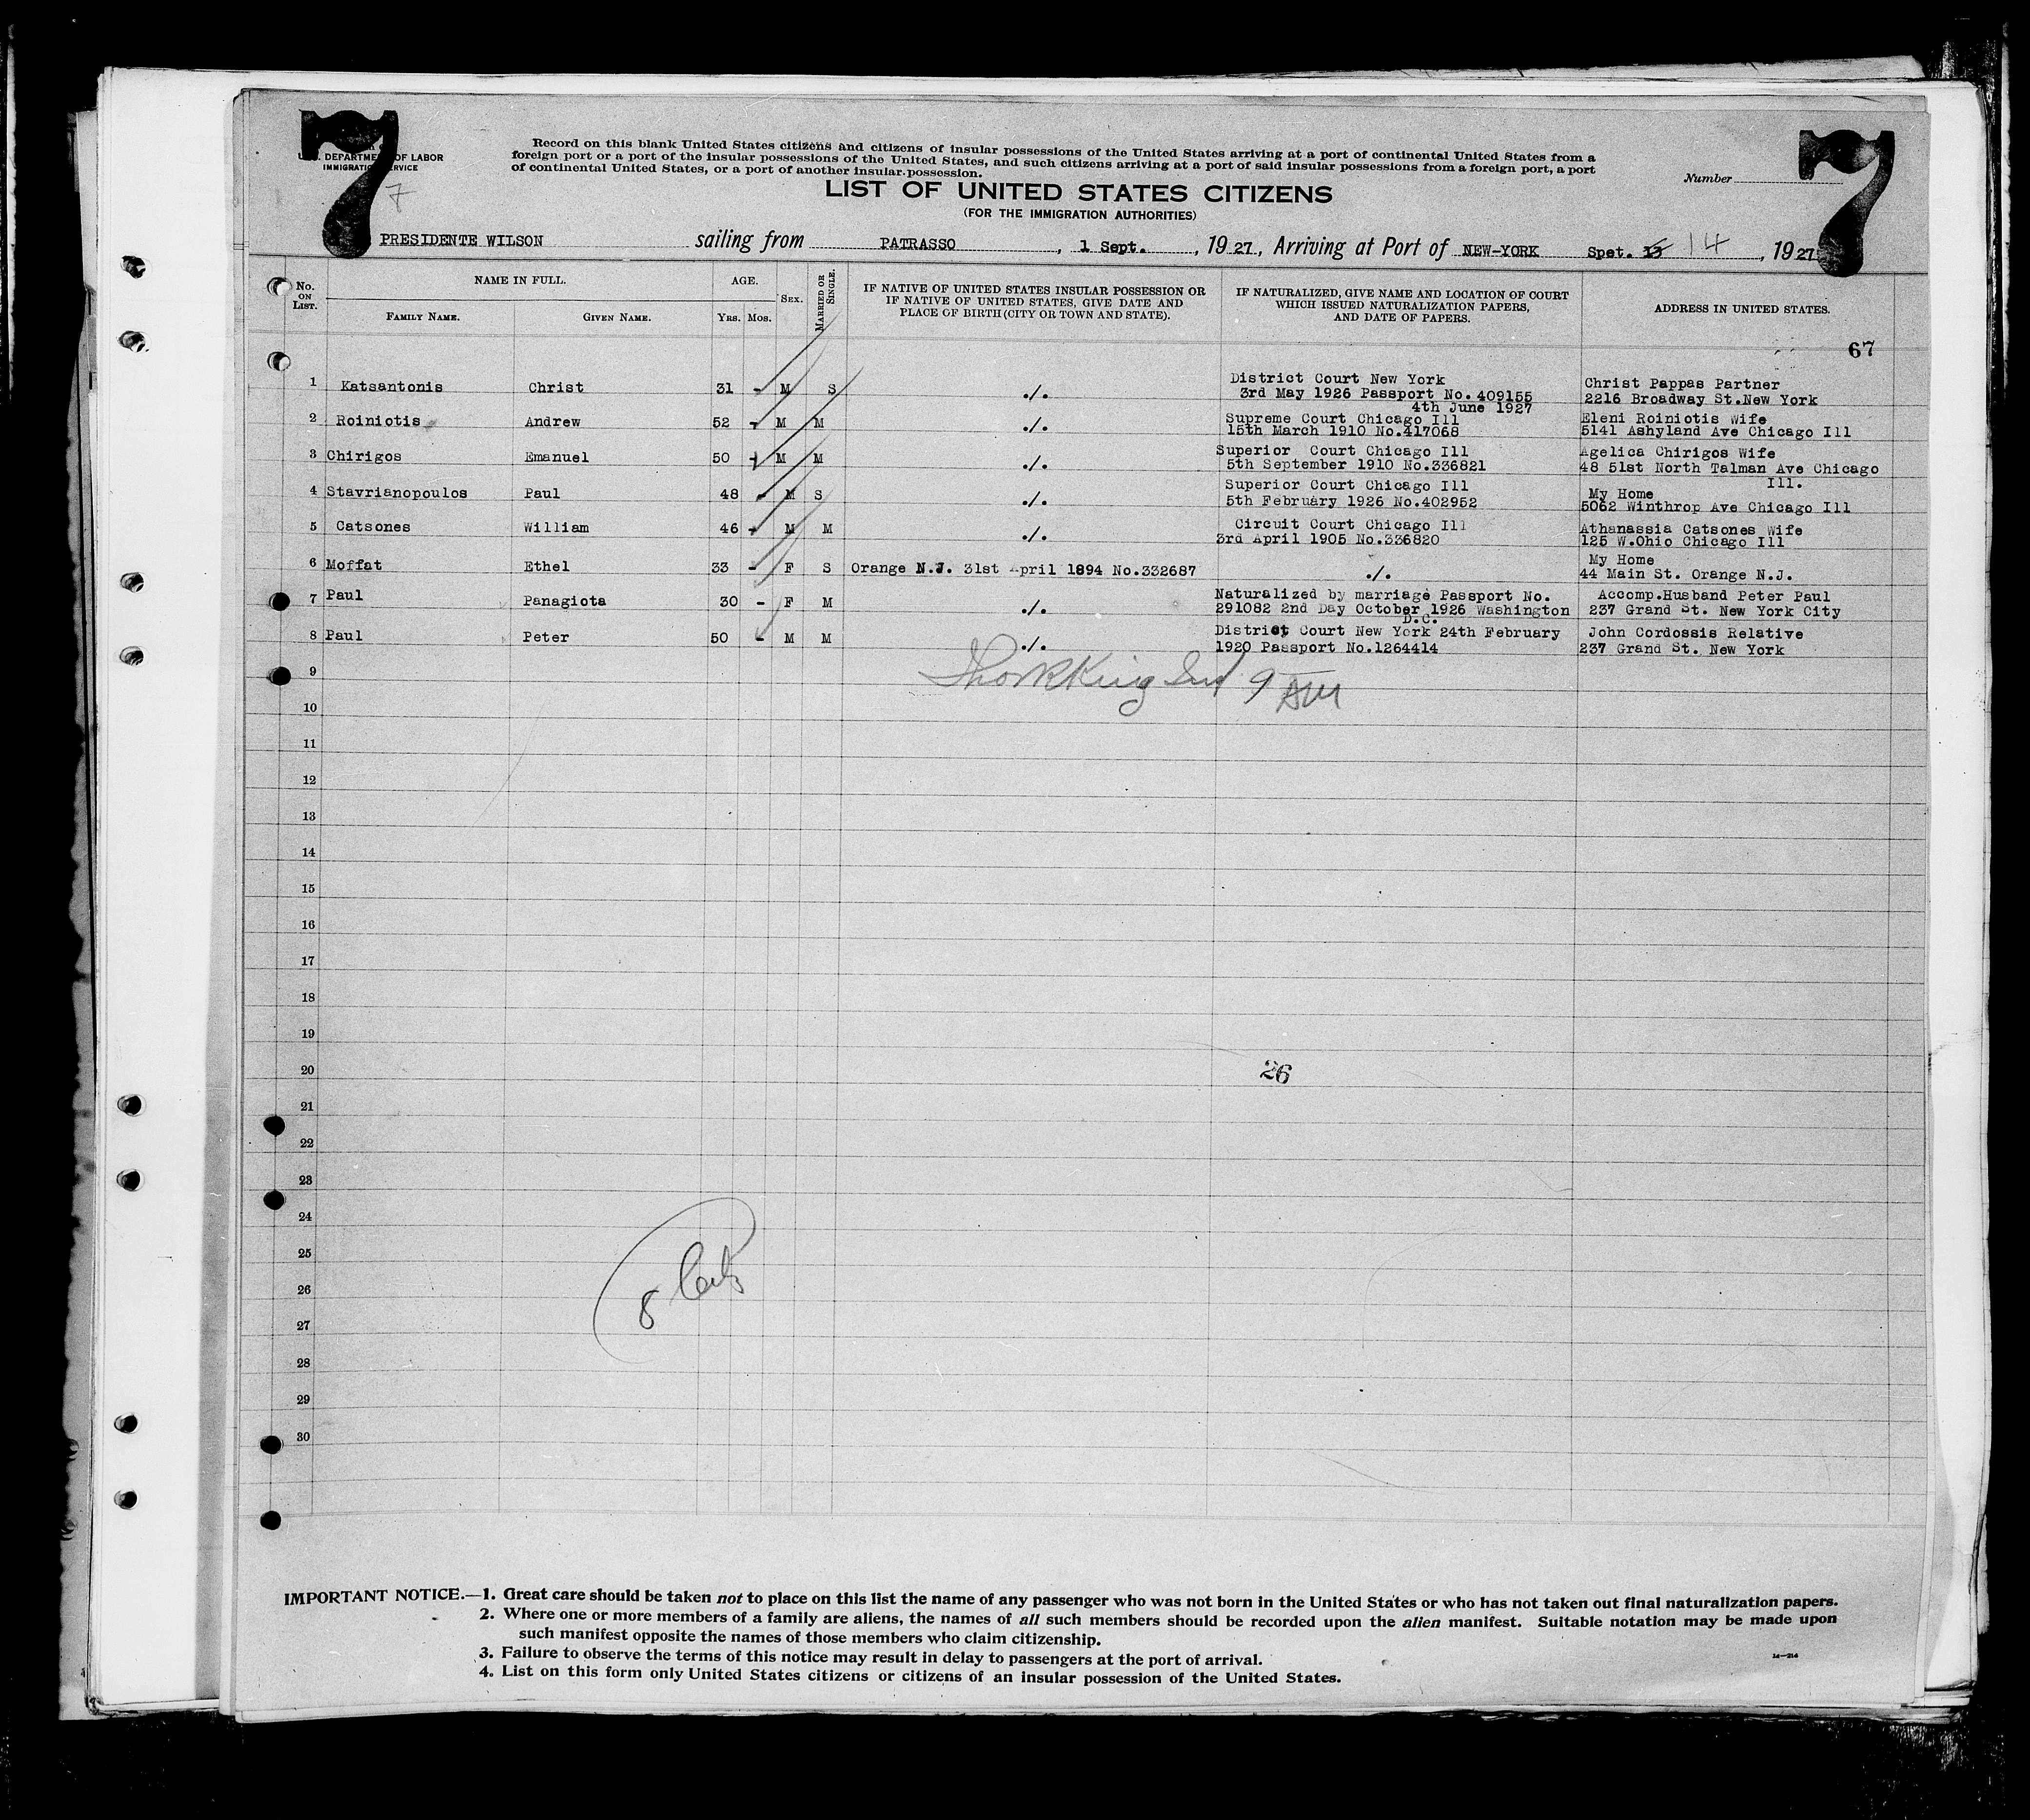 7
U.S. DEPARTMENT OF LABOR
IMMIGRATION SERVICE
7
Record on this blank United States citizens and citizens of insular possessions of the United States arriving at a port of continental United States from a
foreign port or a port of the insular possessions of the United States, and such citizens arriving at a port of said insular possessions from a foreign port, a port
of continental United States, or a port of another insular possession.
Number
7
LIST OF UNITED STATES CITIZENS
(FOR THE IMMIGRATION AUTHORITIES)
PRESIDENTE WILSON sailing from PATRASSO, 1 Sept., 1927, Arriving at Port of NEW-YORK Spet. 15 14, 1927
No. ON LIST. NAME IN FULL. FAMILY NAME. GIVEN NAME. AGE. YRS. MOS. SEX. MARRIED OR SINGLE. IF NATIVE OF UNITED STATES INSULAR POSSESSION OR IF NATIVE OF UNITED STATES, GIVE DATE AND PLACE OF BIRTH (CITY OR TOWN AND STATE). IF NATURALIZED, GIVE NAME AND LOCATION OF COURT WHICH ISSUED NATURALIZATION PAPERS, AND DATE OF PAPERS. ADDRESS IN UNITED STATES.
67
1 Katsantonis Christ 31 - M S ./. District Court New York 3rd May 1926 Passport No. 409155 4th June 1927 Christ Pappas Partner 2216 Broadway St.New York
2 Roiniotis Andrew 52 - M M ./. Supreme Court Chicago Ill 15th March 1910 No.417068 Eleni Roiniotis Wife 5141 Ashyland Ave Chicago Ill
3 Chirigos Emanuel 50 - M M ./. Superior Court Chicago Ill 5th September 1910 No.336821 Agelica Chirigos Wife 48 51st North Talman Ave Chicago Ill.
4 Stavrianopoulos Paul 48 - M S ./. Superior Court Chicago Ill 5th February 1926 No.402952 My Home 5062 Winthrop Ave Chicago Ill
5 Catsones William 46 - M M ./. Circuit Court Chicago Ill 3rd April 1905 No.336820 Athanassia Catsones Wife 125 W.Ohio Chicago Ill
6 Moffat Ethel 33 - F S Orange N.J. 31st April 1894 No.332687 ./. My Home 44 Main St. Orange N.J.
7 Paul Panagiota 30 - F M ./. Naturalized by marriage Passport No. 291082 2nd Day October 1926 Washington D.C. Accomp.Husband Peter Paul 237 Grand St. New York City
8 Paul Peter 50 - M M ./. District Court New York 24th February 1920 Passport No.1264414 John Cordossis Relative 237 Grand St. New York
9
9 AM
10
11
12
13
14
15
16
17
18
19
20
26
21
22
23
24
25
26
27
28
29
30
8
IMPORTANT NOTICE.—1. Great care should be taken not to place on this list the name of any passenger who was not born in the United States or who has not taken out final naturalization papers.
2. Where one or more members of a family are aliens, the names of all such members should be recorded upon the alien manifest. Suitable notation may be made upon
such manifest opposite the names of those members who claim citizenship.
3. Failure to observe the terms of this notice may result in delay to passengers at the port of arrival.
4. List on this form only United States citizens or citizens of an insular possession of the United States.
14—214